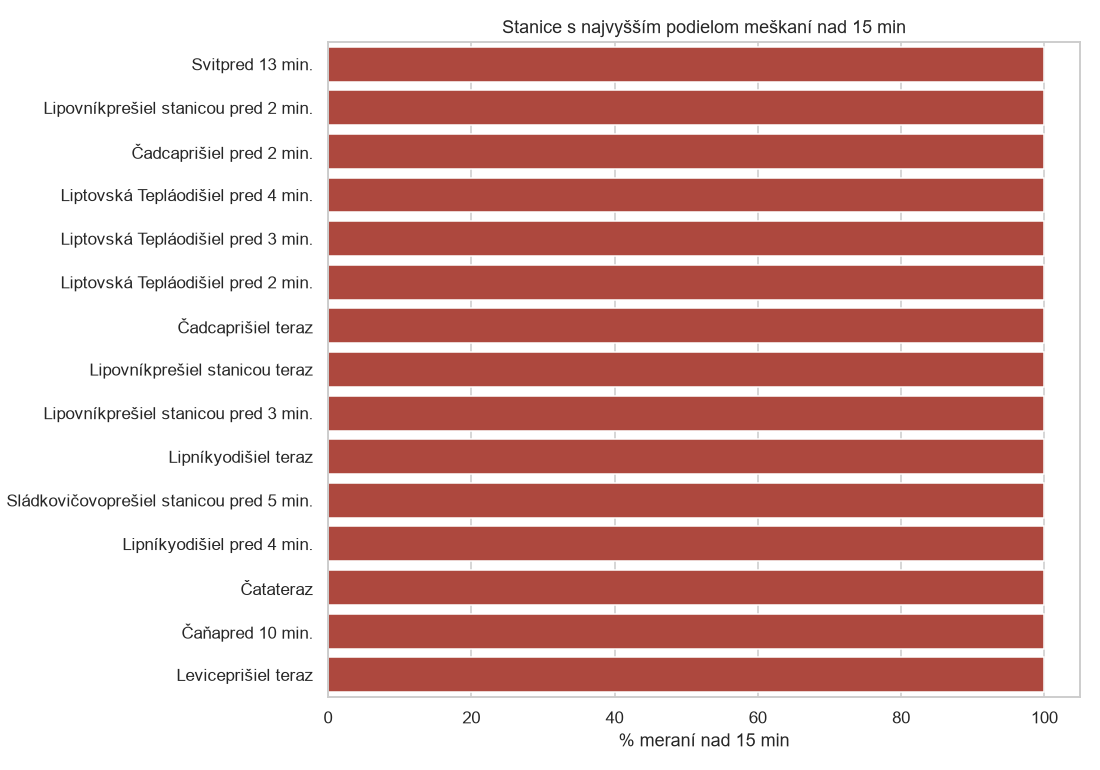 Stanice s najvyšším podielom meškaní nad 15 min
Svitpred 13 min.
Lipovníkprešiel stanicou pred 2 min.
Čadcaprišiel pred 2 min.
Liptovská Tepláodišiel pred 4 min.
Liptovská Tepláodišiel pred 3 min.
Liptovská Tepláodišiel pred 2 min.
Čadcaprišiel teraz
Lipovníkprešiel stanicou teraz
Lipovníkprešiel stanicou pred 3 min.
Lipníkyodišiel teraz
Sládkovičovoprešiel stanicou pred 5 min.
Lipníkyodišiel pred 4 min.
Čatateraz
Čaňapred 10 min.
Leviceprišiel teraz
0 20 40 60 80 100
% meraní nad 15 min